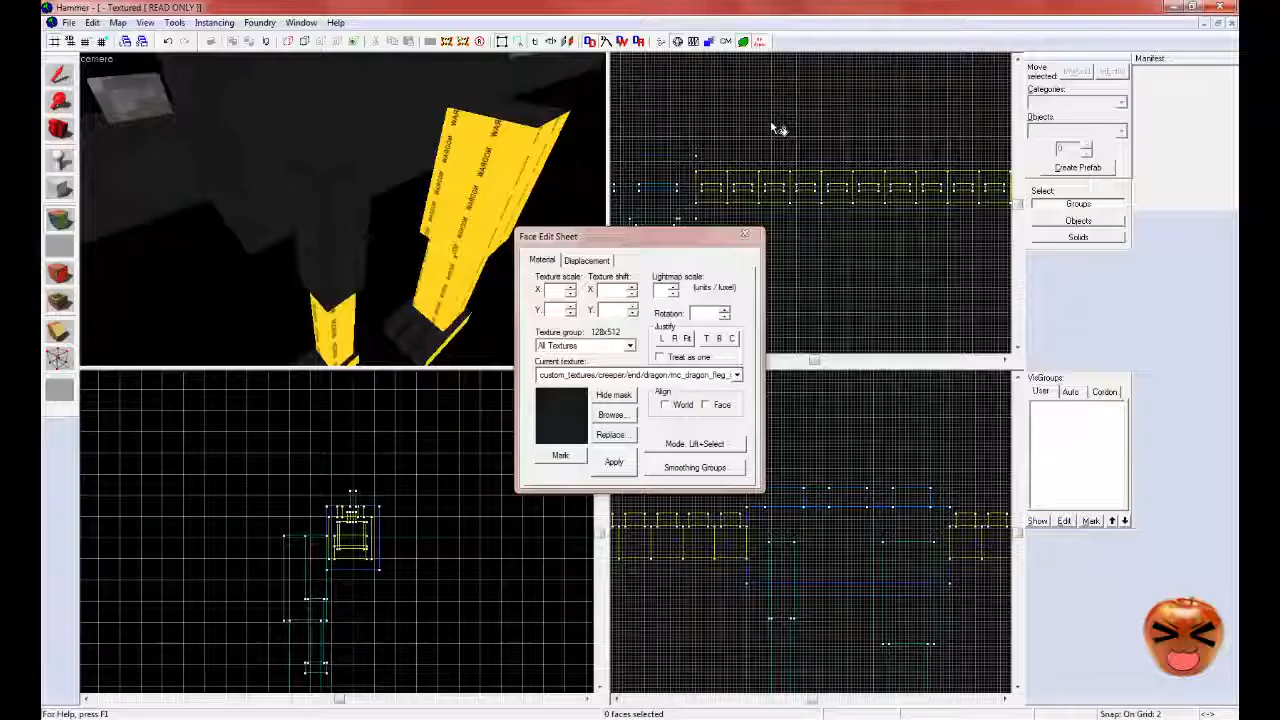 Hammer - [ - Textured [ READ ONLY ]]
File Edit Map View Tools Instancing Foundry Window Help
camera
Move selected:
Manifest
Categories:
Objects:
0
Create Prefab
Select:
Groups
Objects
Solids
Face Edit Sheet
Material Displacement
Texture scale: Texture shift: Lightmap scale:
X: X: (units / luxel)
Y: Y: Rotation:
Texture group: 128x512
Justify
All Textures
L R Fit T B C
Treat as one
Current texture:
custom_textures/creeper/end/dragon/mc_dragon_fleg_
Hide mask
Align
World Face
Browse...
Replace...
Mode: Lift+Select
Mark
Apply
Smoothing Groups...
VisGroups:
User Auto Cordon
Show Edit Mark
For Help, press F1
0 faces selected
Snap: On Grid: 2
<->